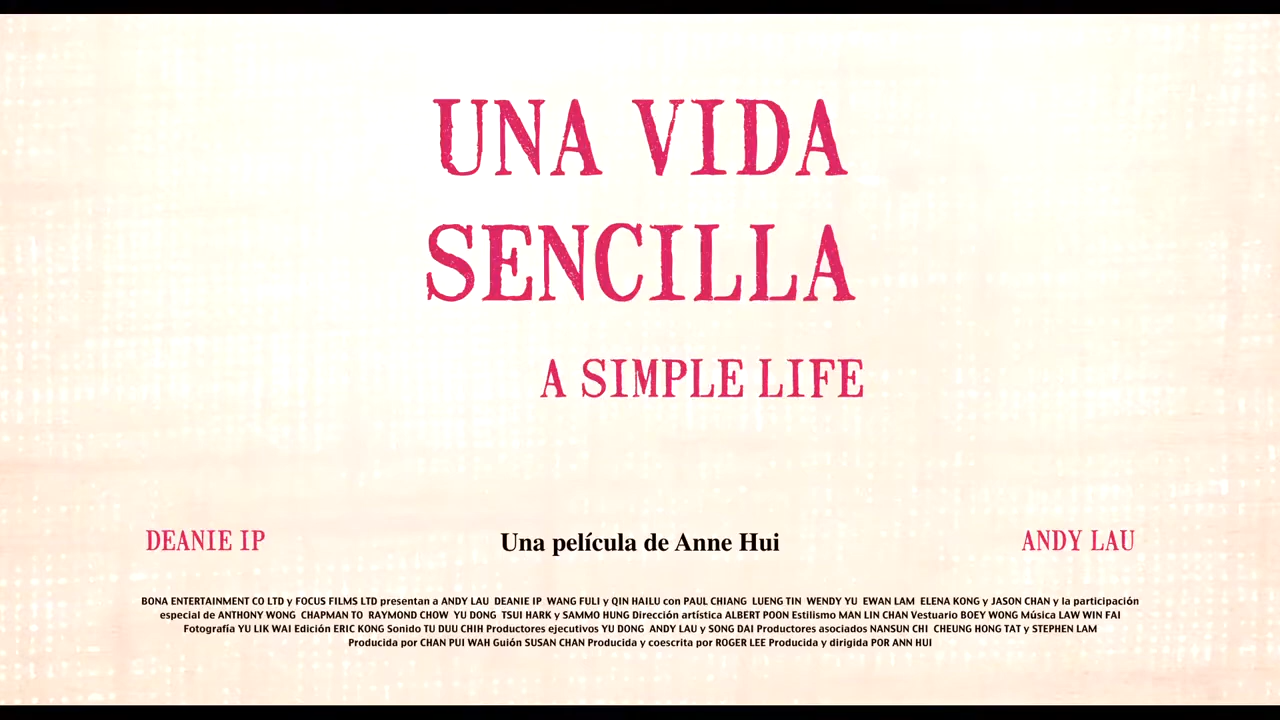 UNA VIDA
SENCILLA
A SIMPLE LIFE
DEANIE IP
Una película de Anne Hui
ANDY LAU
BONA ENTERTAINMENT CO LTD y FOCUS FILMS LTD presentan a ANDY LAU DEANIE IP WANG FULI y QIN HAILU con PAUL CHIANG LUENG TIN WENDY YU EWAN LAM ELENA KONG y JASON CHAN y la participación
especial de ANTHONY WONG CHAPMAN TO RAYMOND CHOW YU DONG TSUI HARK y SAMMO HUNG Dirección artística ALBERT POON Estilismo MAN LIN CHAN Vestuario BOEY WONG Música LAW WIN FAI
Fotografía YU LIK WAI Edición ERIC KONG Sonido TU DUU CHIH Productores ejecutivos YU DONG ANDY LAU y SONG DAI Productores asociados NANSUN CHI CHEUNG HONG TAT y STEPHEN LAM
Producida por CHAN PUI WAH Guión SUSAN CHAN Producida y coescrita por ROGER LEE Producida y dirigida POR ANN HUI